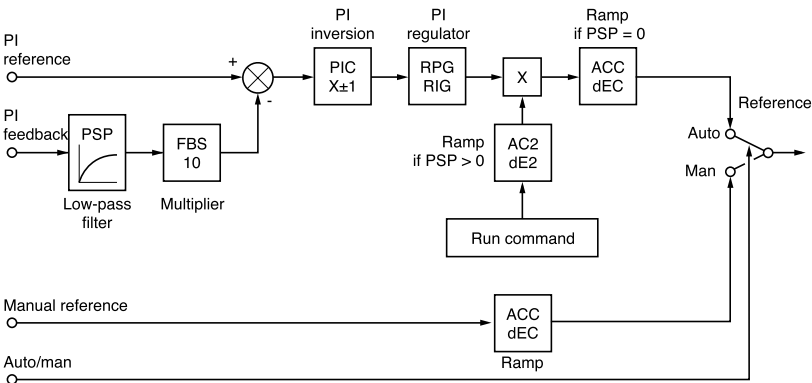 PI
reference
+
-
PI
inversion
PIC
X±1
PI
regulator
RPG
RIG
X
Ramp
if PSP = 0
ACC
dEC
Reference
PI
feedback
PSP
Low-pass
filter
FBS
10
Multiplier
Ramp
if PSP > 0
AC2
dE2
Auto
Man
Run command
Manual reference
ACC
dEC
Ramp
Auto/man